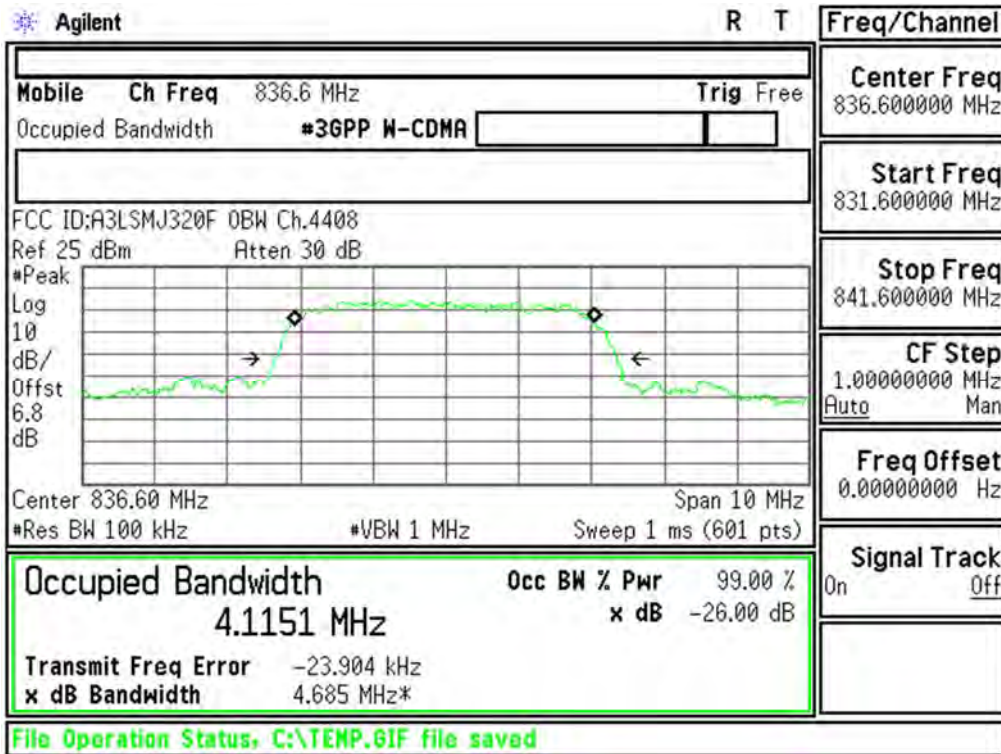 Agilent R T
Freq/Channel
Mobile Ch Freq 836.6 MHz Trig Free
Occupied Bandwidth #3GPP W-CDMA
FCC ID:A3LSMJ320F OBW Ch.4408
Ref 25 dBm Atten 30 dB
#Peak
Log
10
dB/
Offst
6.8
dB
Center 836.60 MHz Span 10 MHz
#Res BW 100 kHz #VBW 1 MHz Sweep 1 ms (601 pts)
Occupied Bandwidth
4.1151 MHz
Occ BW % Pwr 99.00 %
x dB -26.00 dB
Transmit Freq Error -23.904 kHz
x dB Bandwidth 4.685 MHz*
File Operation Status, C:\TEMP.GIF file saved
Center Freq
836.600000 MHz
Start Freq
831.600000 MHz
Stop Freq
841.600000 MHz
CF Step
1.00000000 MHz
Auto Man
Freq Offset
0.00000000 Hz
Signal Track
On Off